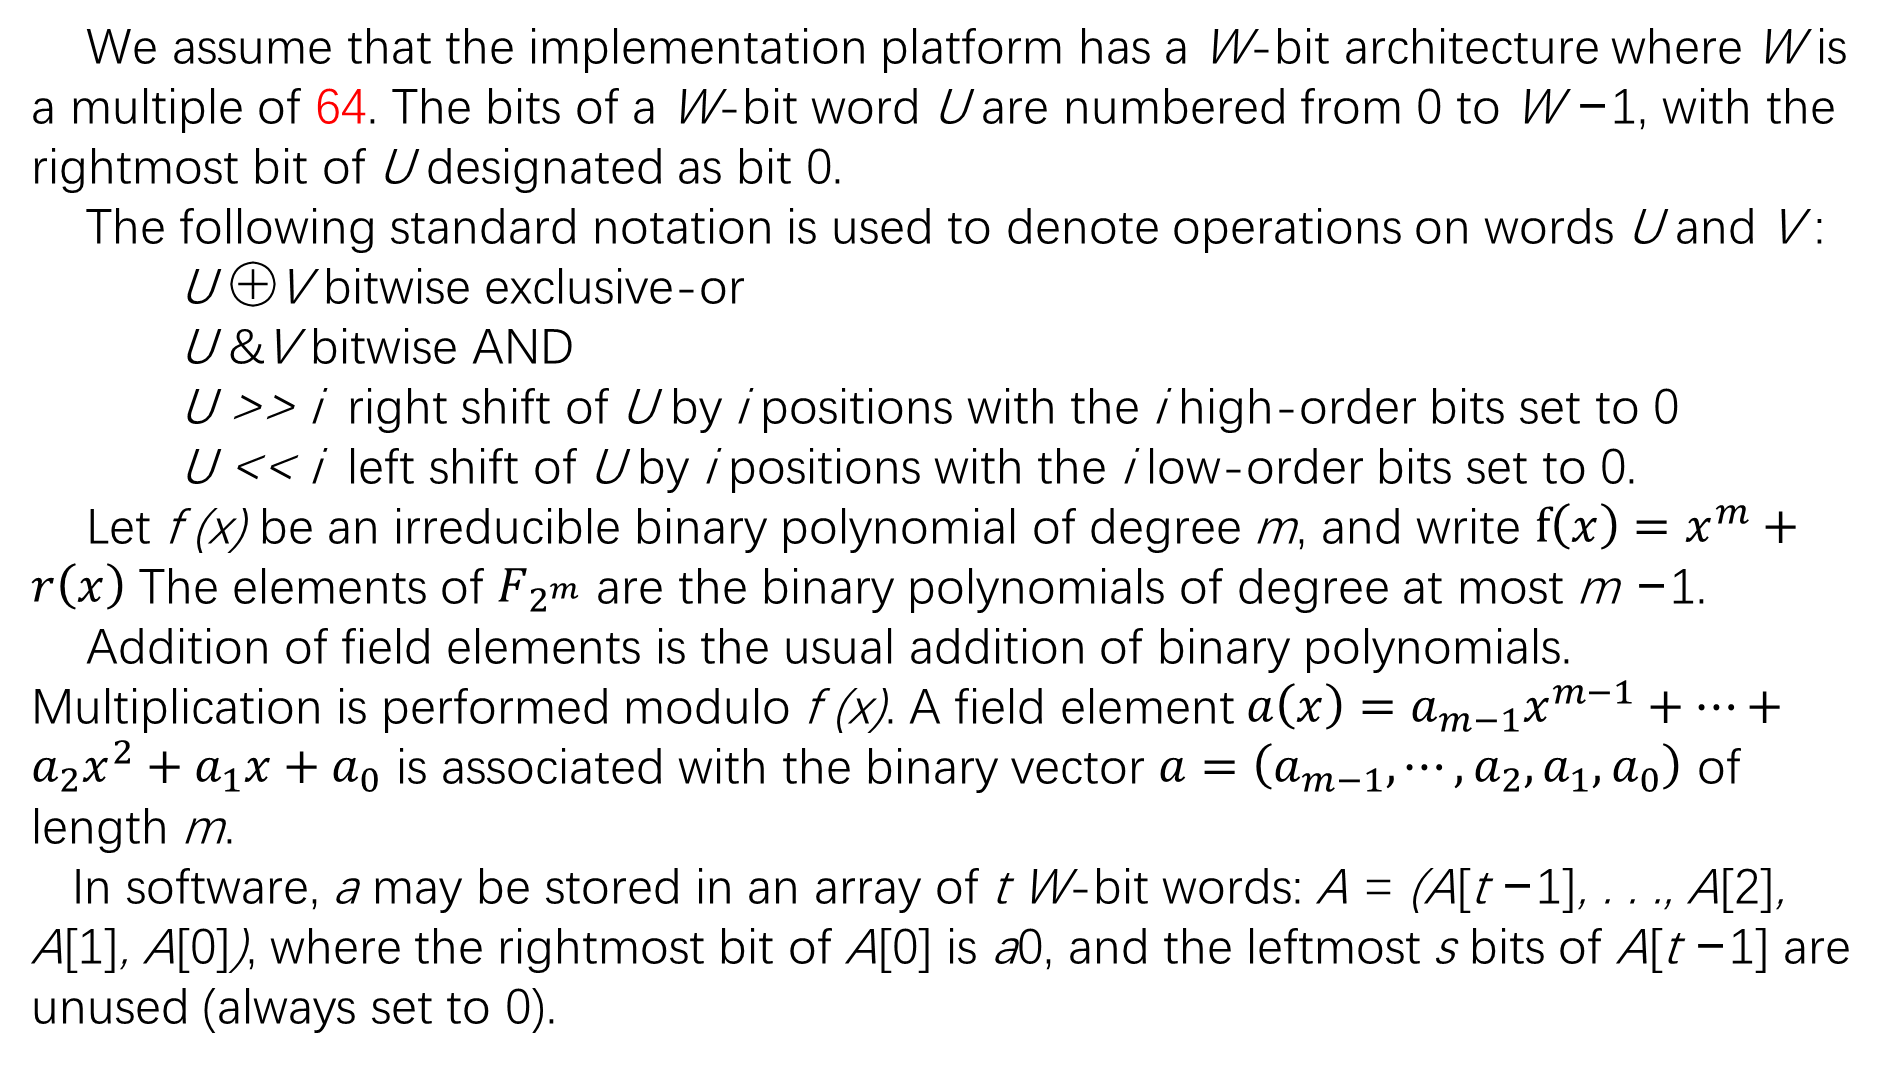 We assume that the implementation platform has a W-bit architecture where W is
a multiple of 64. The bits of a W-bit word U are numbered from 0 to W −1, with the
rightmost bit of U designated as bit 0.
The following standard notation is used to denote operations on words U and V:
U ⊕ V bitwise exclusive-or
U & V bitwise AND
U >> i right shift of U by i positions with the i high-order bits set to 0
U << i left shift of U by i positions with the i low-order bits set to 0.
Let f (x) be an irreducible binary polynomial of degree m, and write f(x) = x^m +
r(x) The elements of F_{2^m} are the binary polynomials of degree at most m −1.
Addition of field elements is the usual addition of binary polynomials.
Multiplication is performed modulo f (x). A field element a(x) = a_{m−1}x^{m−1} + ⋯ +
a_2x^2 + a_1x + a_0 is associated with the binary vector a = (a_{m−1}, ⋯ , a_2, a_1, a_0) of
length m.
In software, a may be stored in an array of t W-bit words: A = (A[t −1], . . ., A[2],
A[1], A[0]), where the rightmost bit of A[0] is a0, and the leftmost s bits of A[t −1] are
unused (always set to 0).